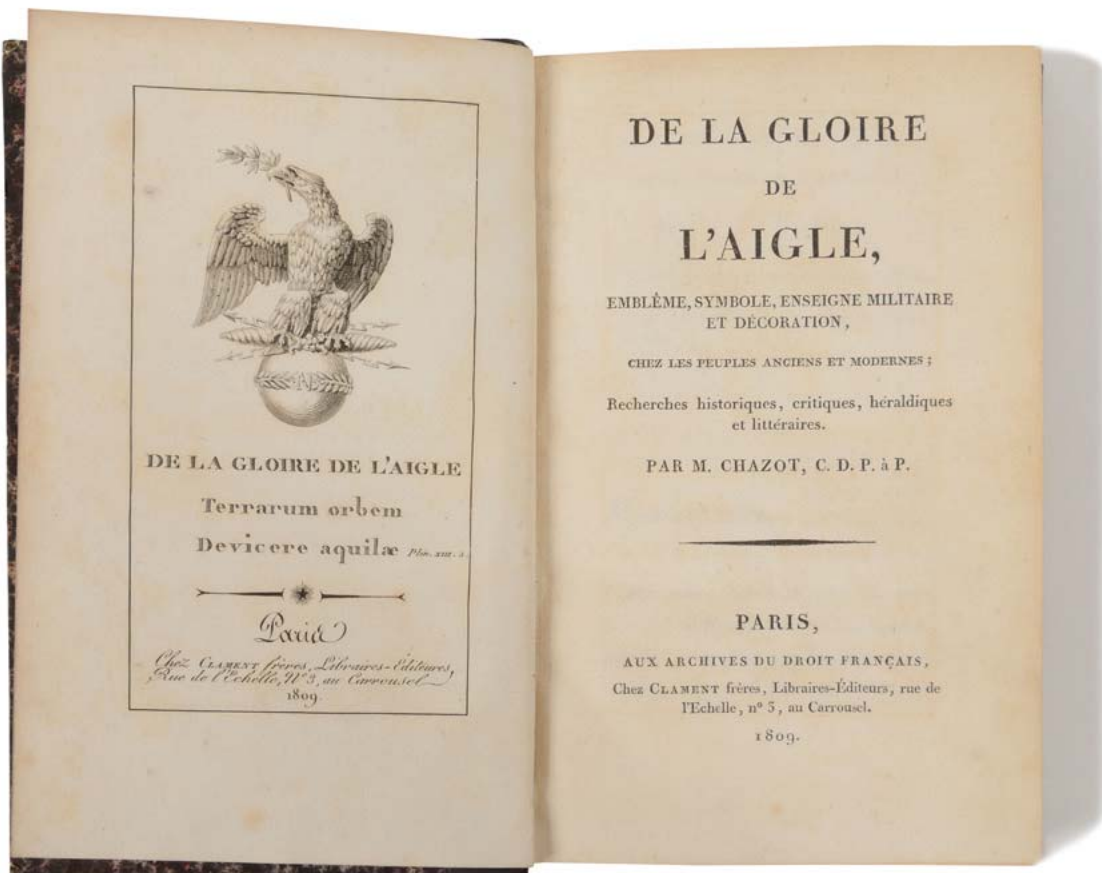 DE LA GLOIRE DE L'AIGLE
Terrarum orbem
Devicere aquilæ
Paris
Chez CLAMENT frères, Libraires-Éditeurs,
Rue de l'Echelle, N° 3, au Carrousel
1809.
DE LA GLOIRE
DE
L'AIGLE,
EMBLÊME, SYMBOLE, ENSEIGNE MILITAIRE
ET DÉCORATION,
CHEZ LES PEUPLES ANCIENS ET MODERNES ;
Recherches historiques, critiques, héraldiques
et littéraires.
PAR M. CHAZOT, C. D. P. à P.
PARIS,
AUX ARCHIVES DU DROIT FRANÇAIS,
Chez CLAMENT frères, Libraires-Éditeurs, rue de
l'Echelle, n° 3, au Carrousel.
1809.